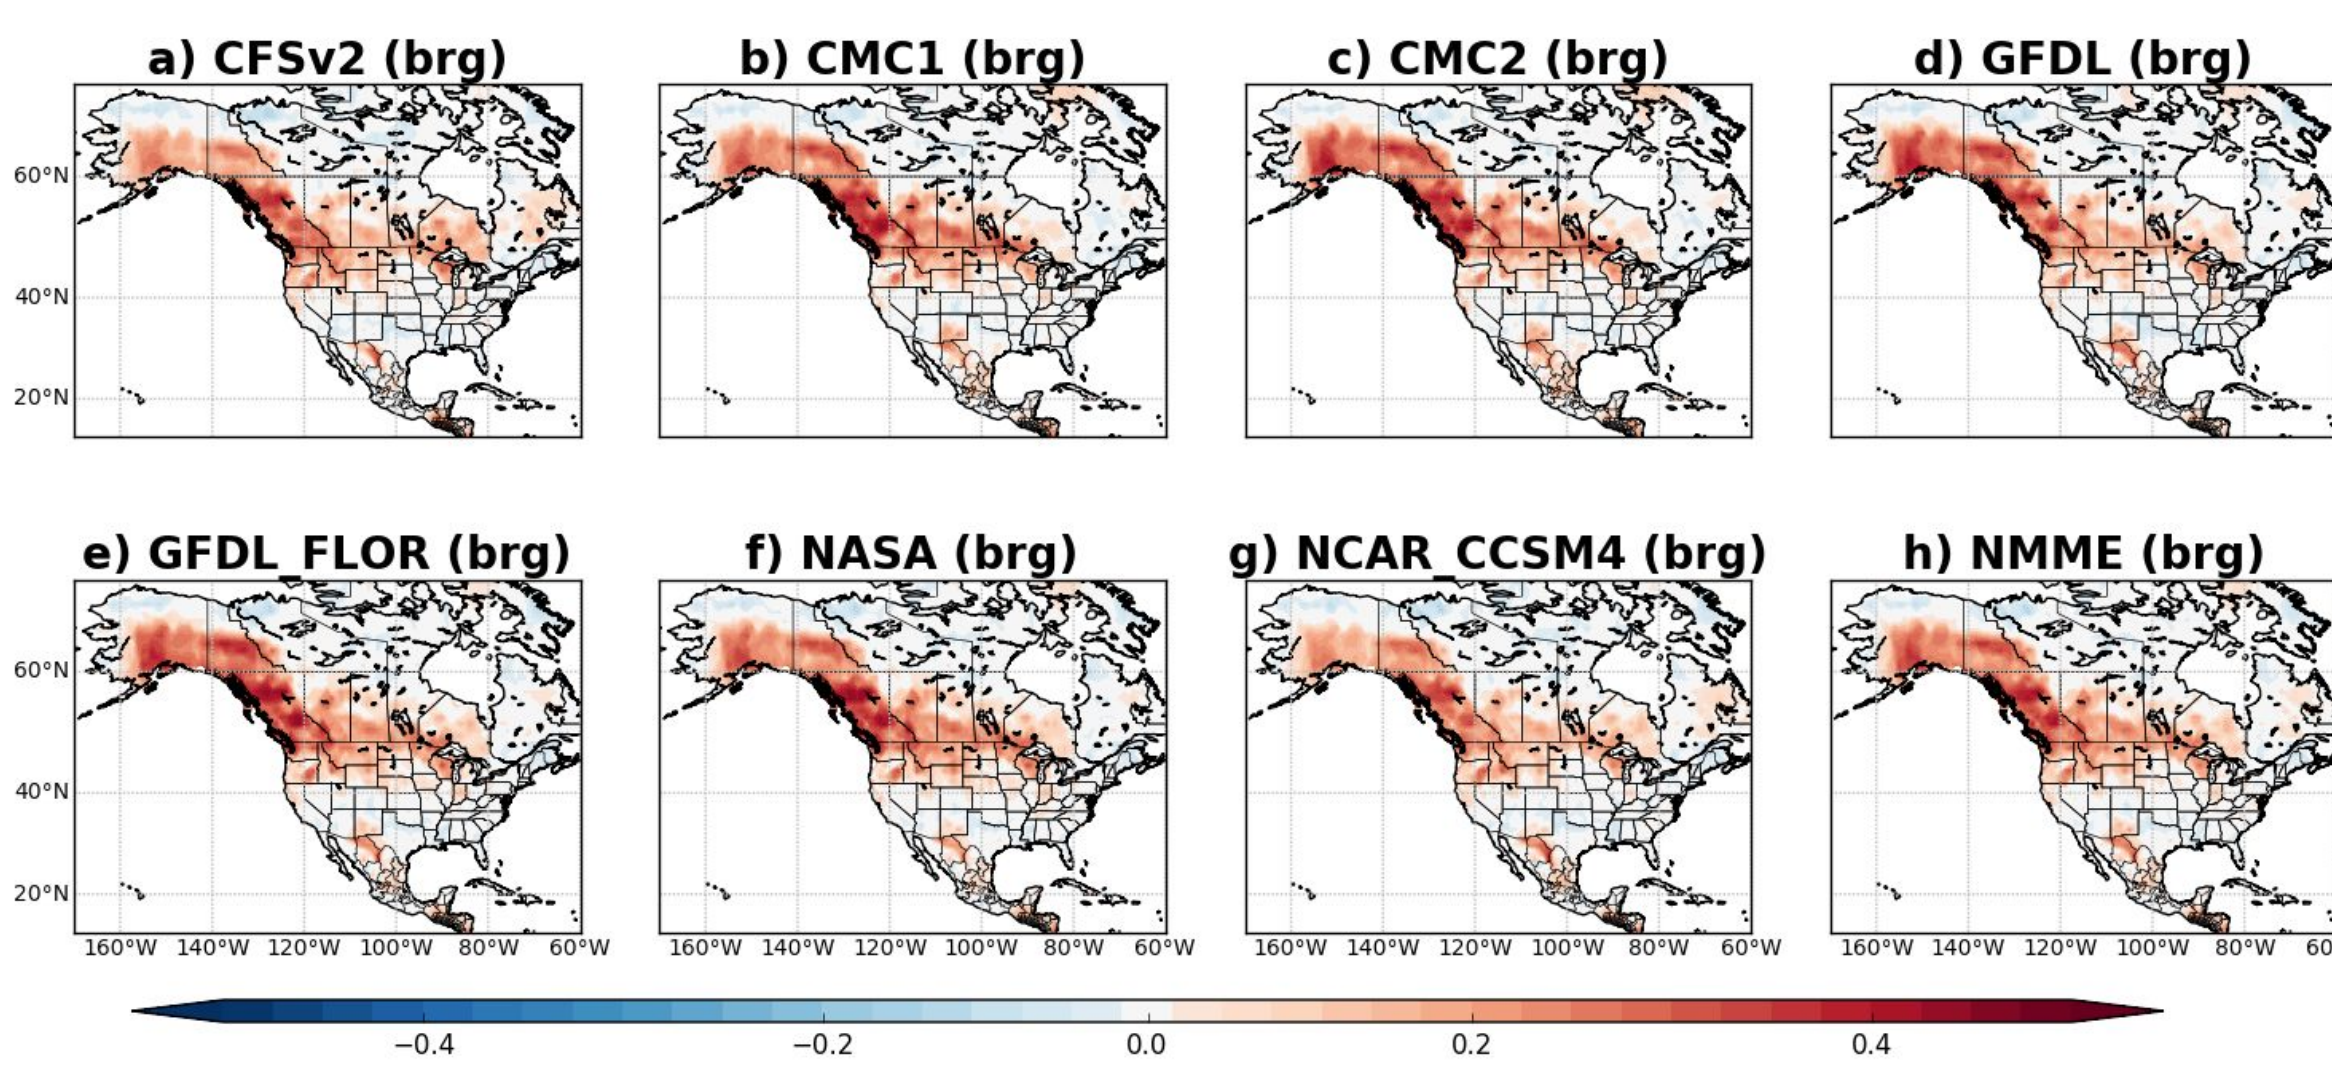 a) CFSv2 (brg) b) CMC1 (brg) c) CMC2 (brg) d) GFDL (brg)
60°N
40°N
20°N
e) GFDL_FLOR (brg) f) NASA (brg) g) NCAR_CCSM4 (brg) h) NMME (brg)
60°N
40°N
20°N
160°W 140°W 120°W 100°W 80°W 60°W 160°W 140°W 120°W 100°W 80°W 60°W 160°W 140°W 120°W 100°W 80°W 60°W 160°W 140°W 120°W 100°W 80°W 60
−0.4 −0.2 0.0 0.2 0.4